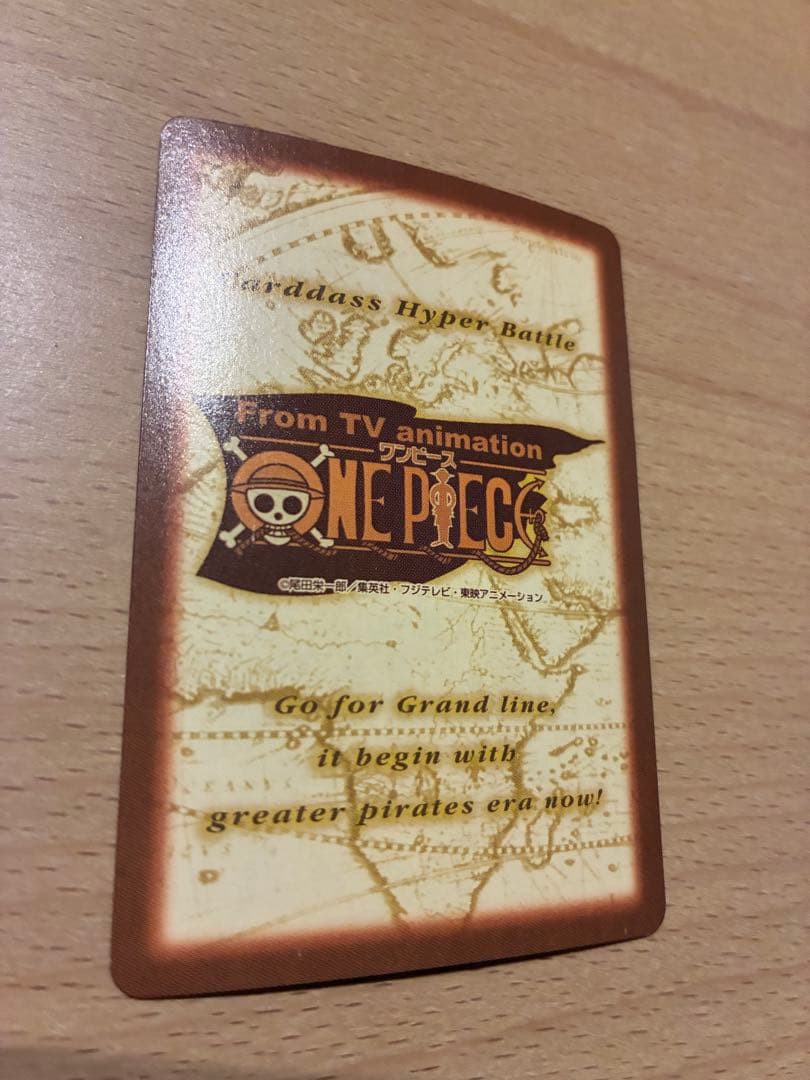 Carddass Hyper Battle
From TV animation
ワンピース
ONE PIECE
©尾田栄一郎／集英社・フジテレビ・東映アニメーション
Go for Grand line,
it begin with
greater pirates era now!